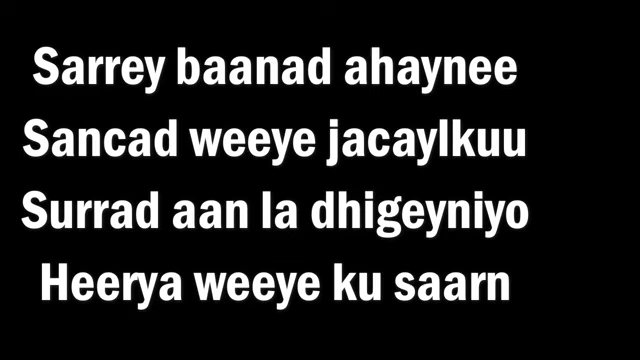 Sarrey baanad ahaynee
Sancad weeye jacaylkuu
Surrad aan la dhigeyniyo
Heerya weeye ku saarn